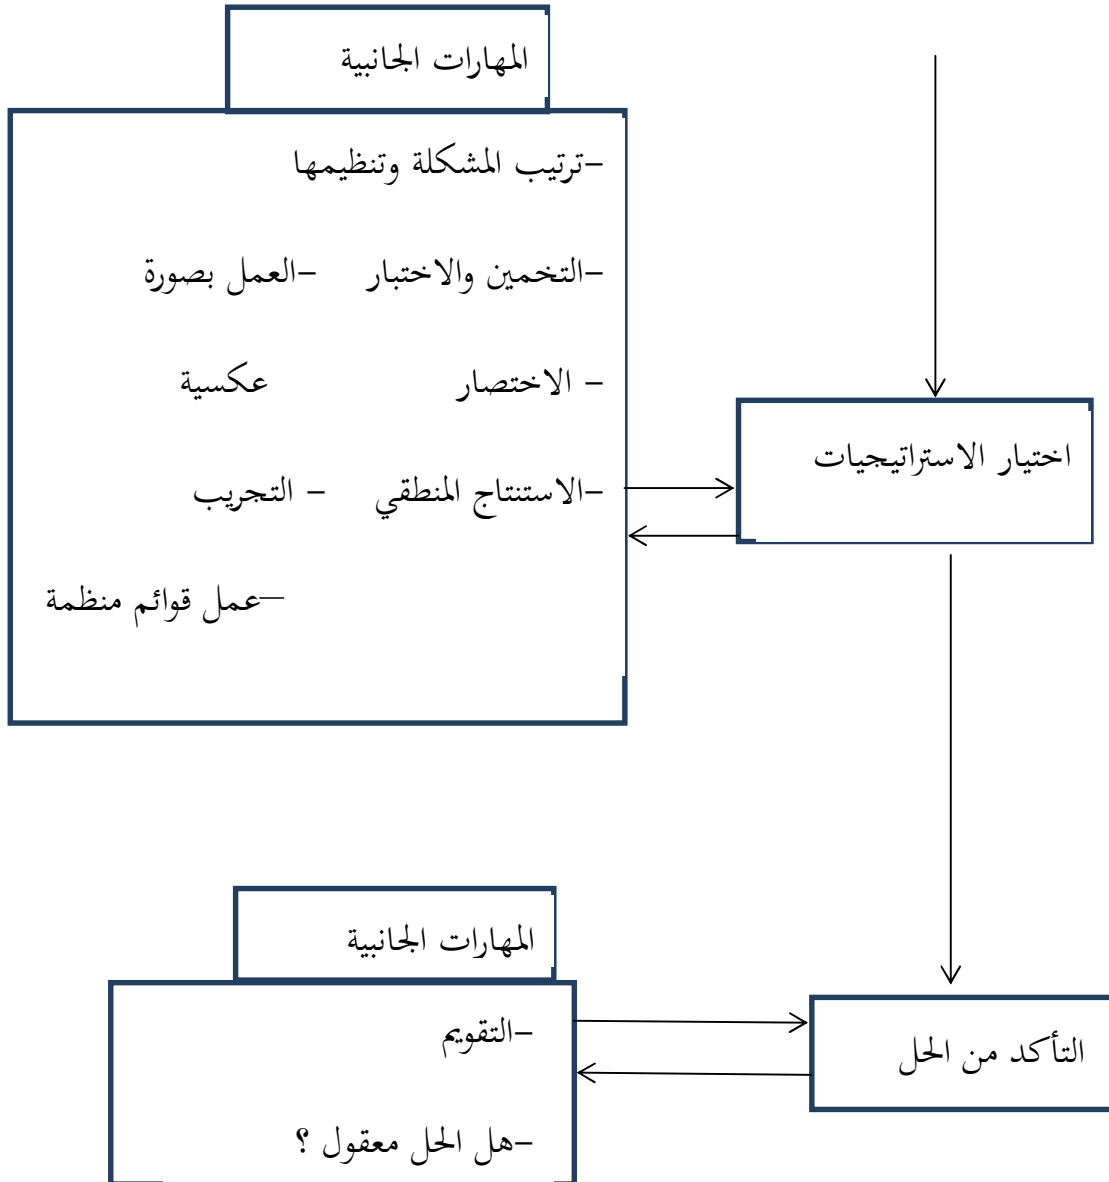 المهارات الجانبية
–ترتيب المشكلة وتنظيمها
–التخمين والاختبار –العمل بصورة
– الاختصار عكسية
–الاستنتاج المنطقي – التجريب
–عمل قوائم منظمة
اختيار الاستراتيجيات
المهارات الجانبية
–التقويم
–هل الحل معقول ؟
التأكد من الحل